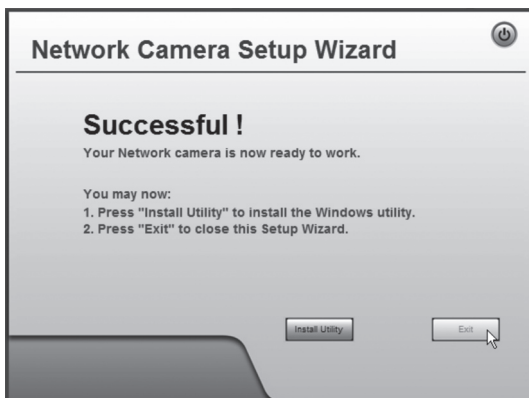 Network Camera Setup Wizard
Successful !
Your Network camera is now ready to work.
You may now:
1. Press "Install Utility" to install the Windows utility.
2. Press "Exit" to close this Setup Wizard.
Install Utility
Exit